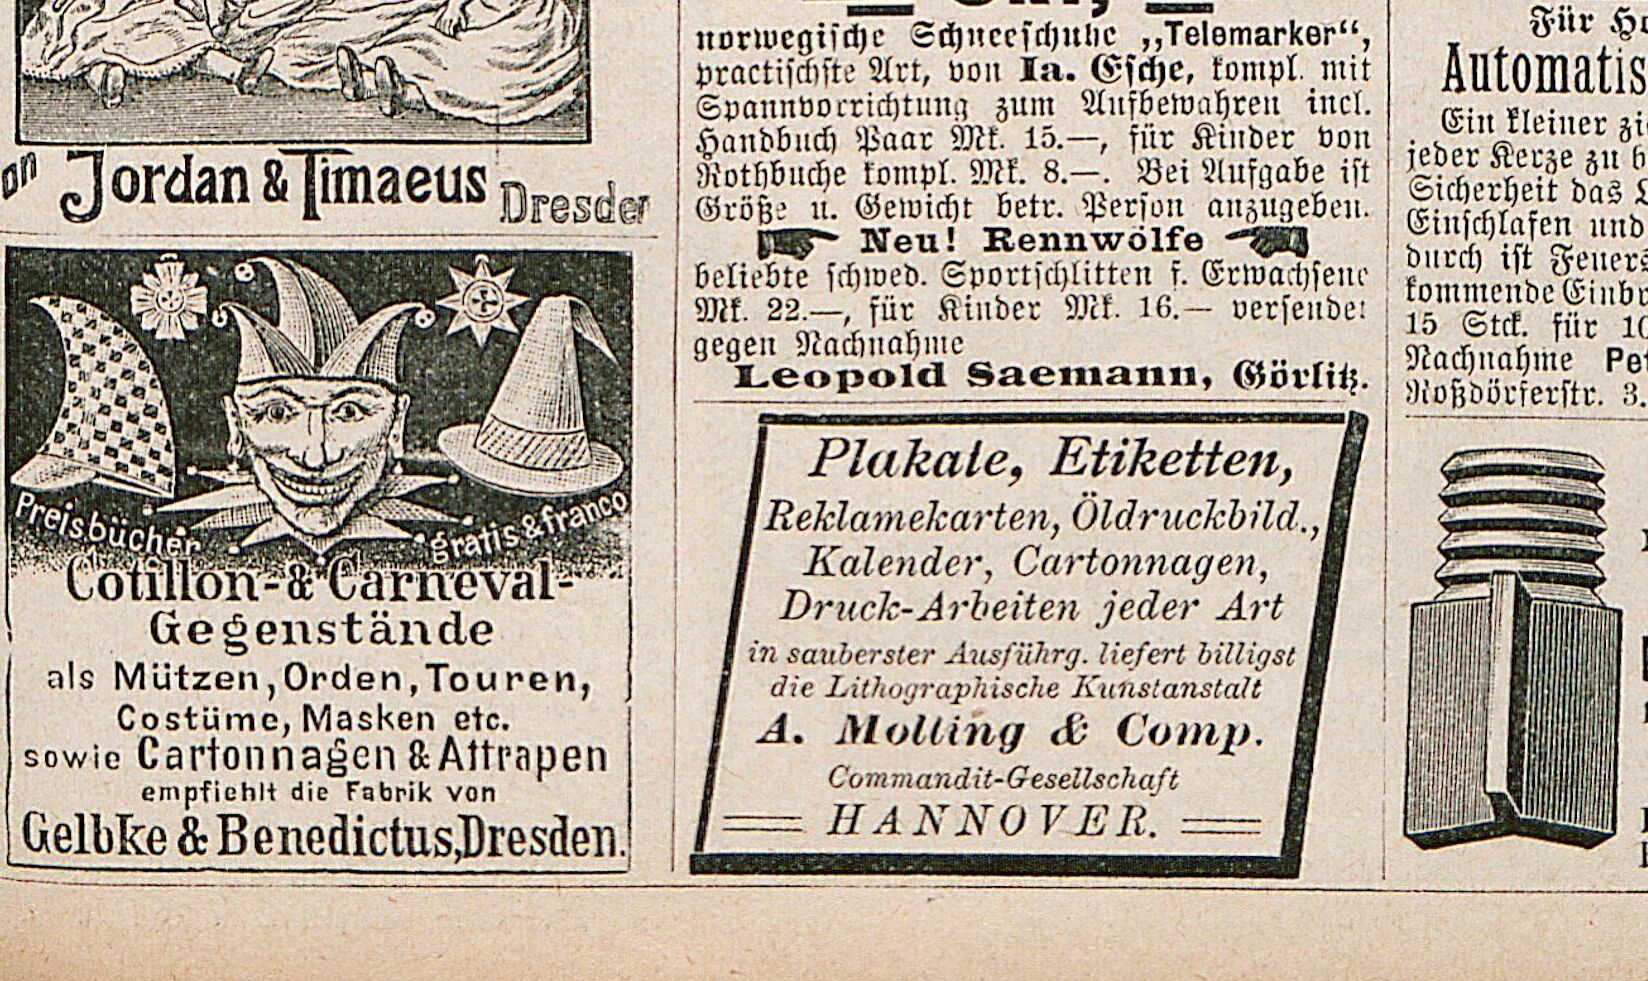 on Jordan & Timaeus Dresden
Preisbücher gratis & franco
Cotillon- & Carneval-
Gegenstände
als Mützen, Orden, Touren,
Costüme, Masken etc.
sowie Cartonnagen & Attrapen
empfiehlt die Fabrik von
Gelbke & Benedictus, Dresden.
norwegische Schneeschuhe „Telemarker“,
practischste Art, von Ia. Esche, kompl. mit
Spannvorrichtung zum Aufbewahren incl.
Handbuch Paar Mk. 15.—, für Kinder von
Rothbuche kompl. Mk. 8.—. Bei Aufgabe ist
Größe u. Gewicht betr. Person anzugeben.
Neu! Rennwölfe
beliebte schwed. Sportschlitten f. Erwachsene
Mk. 22.—, für Kinder Mk. 16.— versendet
gegen Nachnahme
Leopold Saemann, Görlitz.
Plakate, Etiketten,
Reklamekarten, Öldruckbild.,
Kalender, Cartonnagen,
Druck-Arbeiten jeder Art
in sauberster Ausführg. liefert billigst
die Lithographische Kunstanstalt
A. Molling & Comp.
Commandit-Gesellschaft
HANNOVER.
Für
Automatis
Ein kleiner
jeder Kerze zu
Sicherheit das
Einschlafen und
durch ist Feuers
kommende Einbr
15 Stck. für
Nachnahme Pet
Roßdörferstr. 3.